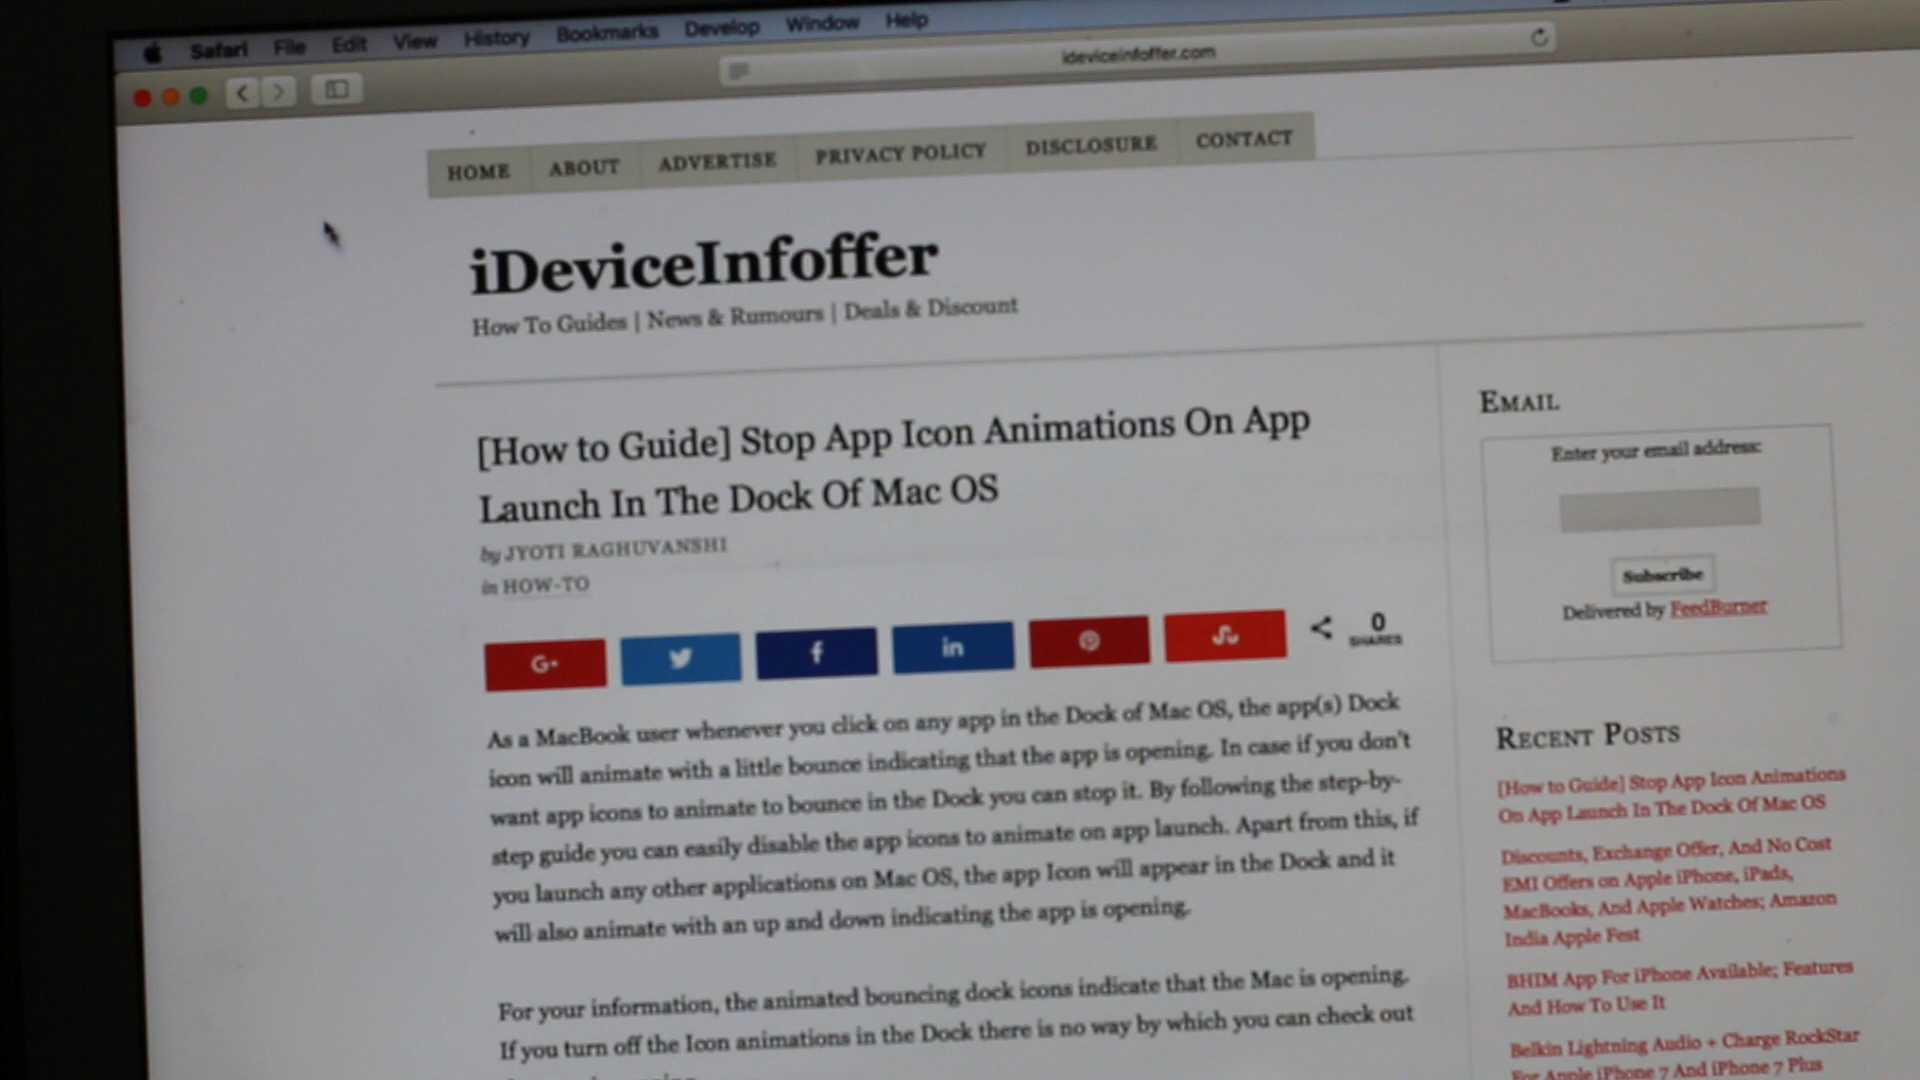 Safari File Edit View History Bookmarks Develop Window Help
ideviceinfoffer.com
HOME ABOUT ADVERTISE PRIVACY POLICY DISCLOSURE CONTACT
iDeviceInfoffer
How To Guides | News & Rumours | Deals & Discount
[How to Guide] Stop App Icon Animations On App
Launch In The Dock Of Mac OS
by JYOTI RAGHUVANSHI
in HOW-TO
G+ f in 0
SHARES
As a MacBook user whenever you click on any app in the Dock of Mac OS, the app(s) Dock
icon will animate with a little bounce indicating that the app is opening. In case if you don't
want app icons to animate to bounce in the Dock you can stop it. By following the step-by-
step guide you can easily disable the app icons to animate on app launch. Apart from this, if
you launch any other applications on Mac OS, the app Icon will appear in the Dock and it
will also animate with an up and down indicating the app is opening.
For your information, the animated bouncing dock icons indicate that the Mac is opening.
If you turn off the Icon animations in the Dock there is no way by which you can check out
EMAIL
Enter your email address:
Subscribe
Delivered by FeedBurner
RECENT POSTS
[How to Guide] Stop App Icon Animations
On App Launch In The Dock Of Mac OS
Discounts, Exchange Offer, And No Cost
EMI Offers on Apple iPhone, iPads,
MacBooks, And Apple Watches; Amazon
India Apple Fest
BHIM App For iPhone Available; Features
And How To Use It
Belkin Lightning Audio + Charge RockStar
For Apple iPhone 7 And iPhone 7 Plus